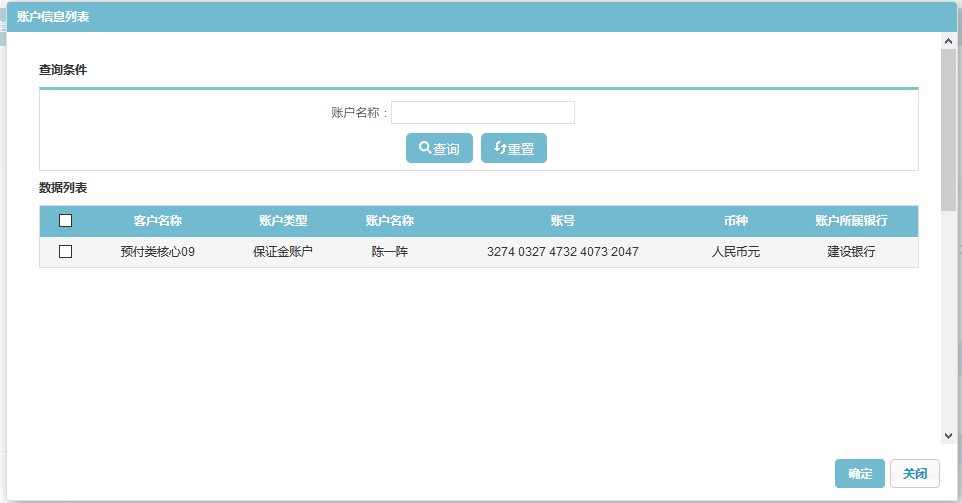 账户信息列表
查询条件
账户名称：
查询 重置
数据列表
客户名称 账户类型 账户名称 账号 币种 账户所属银行
预付类核心09 保证金账户 陈一阵 3274 0327 4732 4073 2047 人民币元 建设银行
确定 关闭